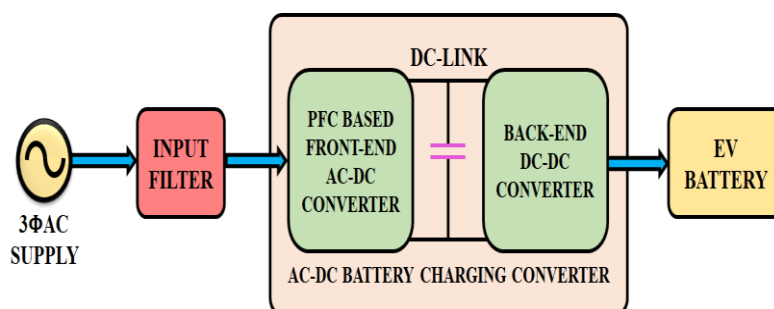 DC-LINK
3ΦAC
SUPPLY
INPUT
FILTER
PFC BASED
FRONT-END
AC-DC
CONVERTER
BACK-END
DC-DC
CONVERTER
EV
BATTERY
AC-DC BATTERY CHARGING CONVERTER